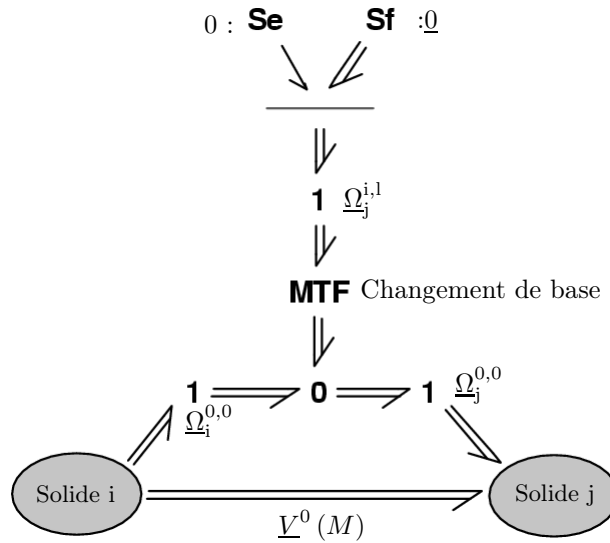 0 : Se Sf :0
1 Ω_j^{i,l}
MTF Changement de base
1 0 1 Ω_j^{0,0}
Ω_i^{0,0}
Solide i Solide j
V^0 (M)